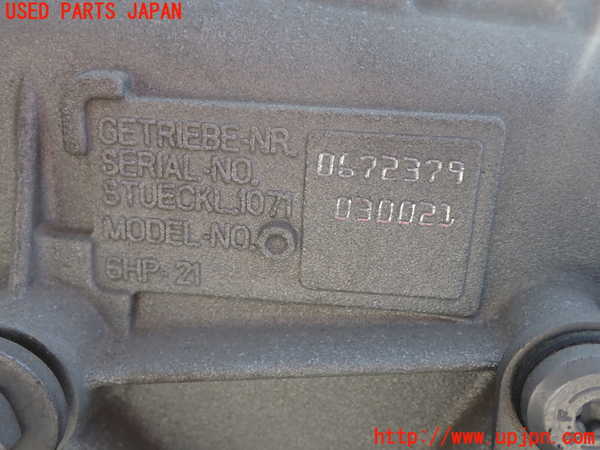 USED PARTS JAPAN
GETRIEBE-NR.
SERIAL-NO. 0672379
STUECKL.1071
MODEL-NO. 030021
6HP-21
http://www.upjpn.com/